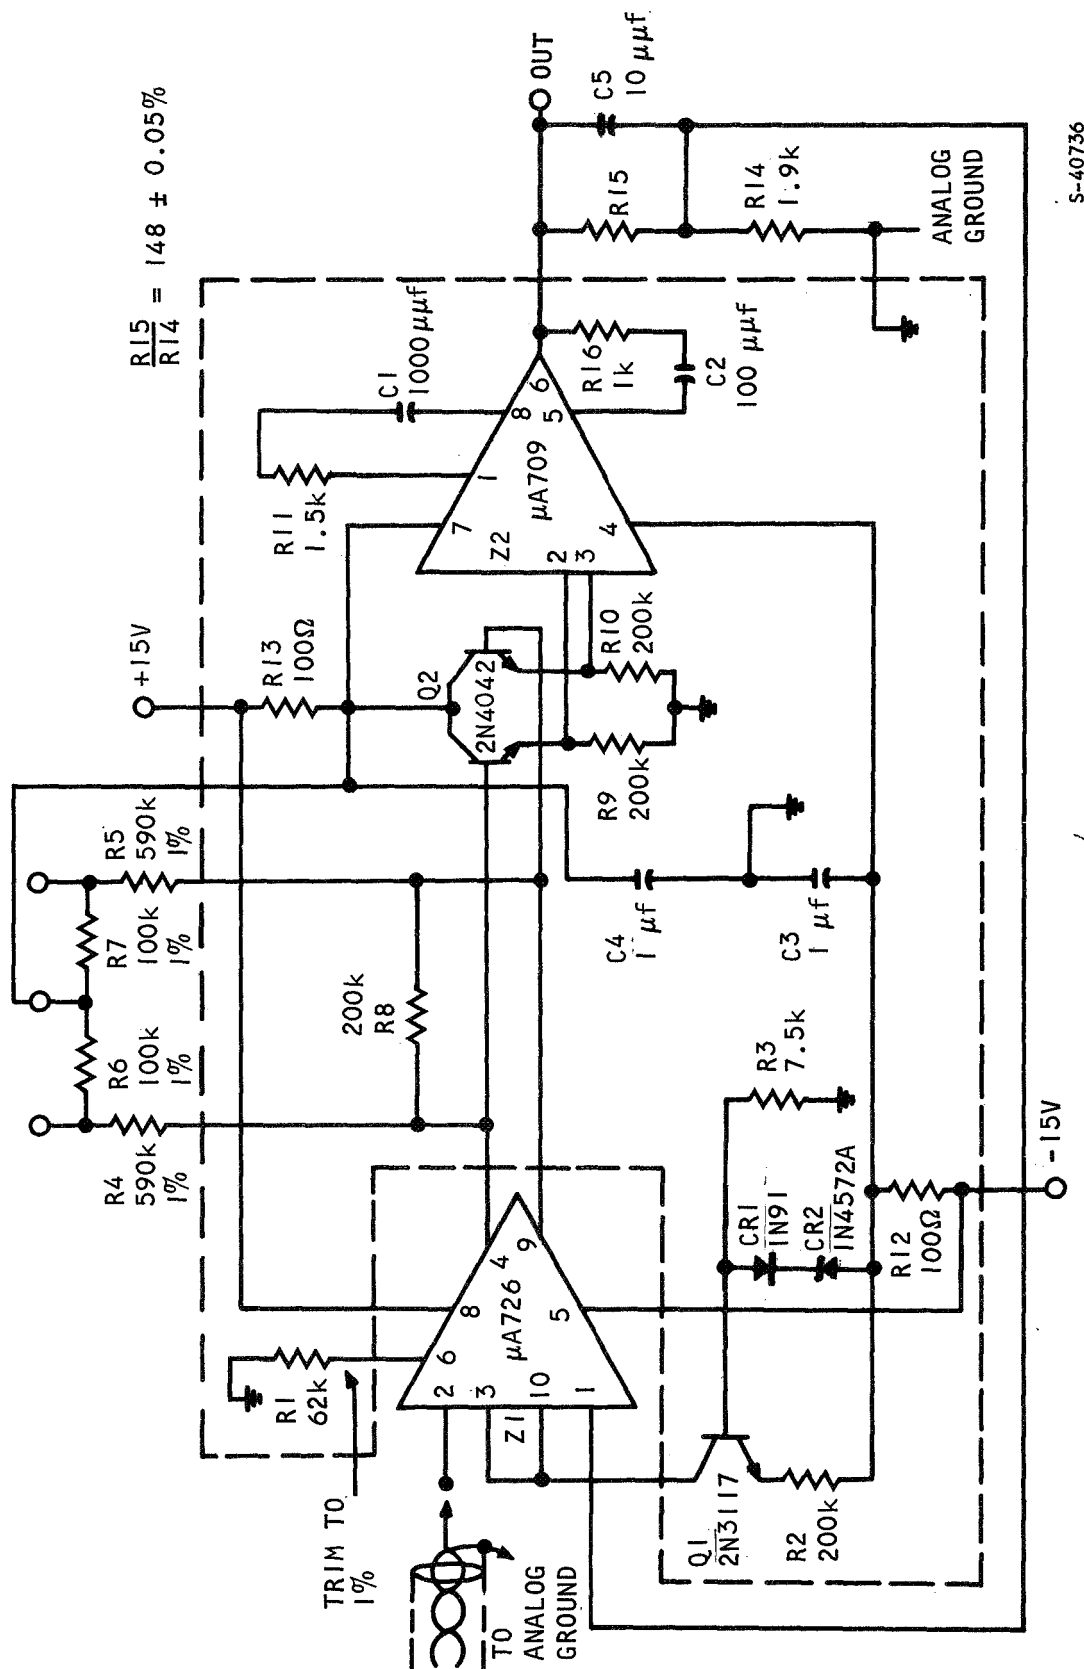 R15
R14
= 148 ± 0.05%
+15V
R5
590k
1%
R7
100k
1%
R6
100k
1%
R4
590k
1%
R13
100Ω
R11
1.5k
C1
1000μμf
200k
R8
Q2
2N4042
7
1
8
Z2
μA709
6
2
3
5
4
R16
1k
C2
100 μμf
OUT
C5
10 μμf
R15
R14
1.9k
ANALOG
GROUND
R9
200k
R10
200k
C4
1 μf
C3
1 μf
R1
62k
TRIM TO
1%
TO
ANALOG
GROUND
2
6
8
3
μA726
4
10
9
Z1
1
5
Q1
2N3117
R2
200k
CR1
1N91
CR2
1N4572A
R3
7.5k
R12
100Ω
-15V
S-40736